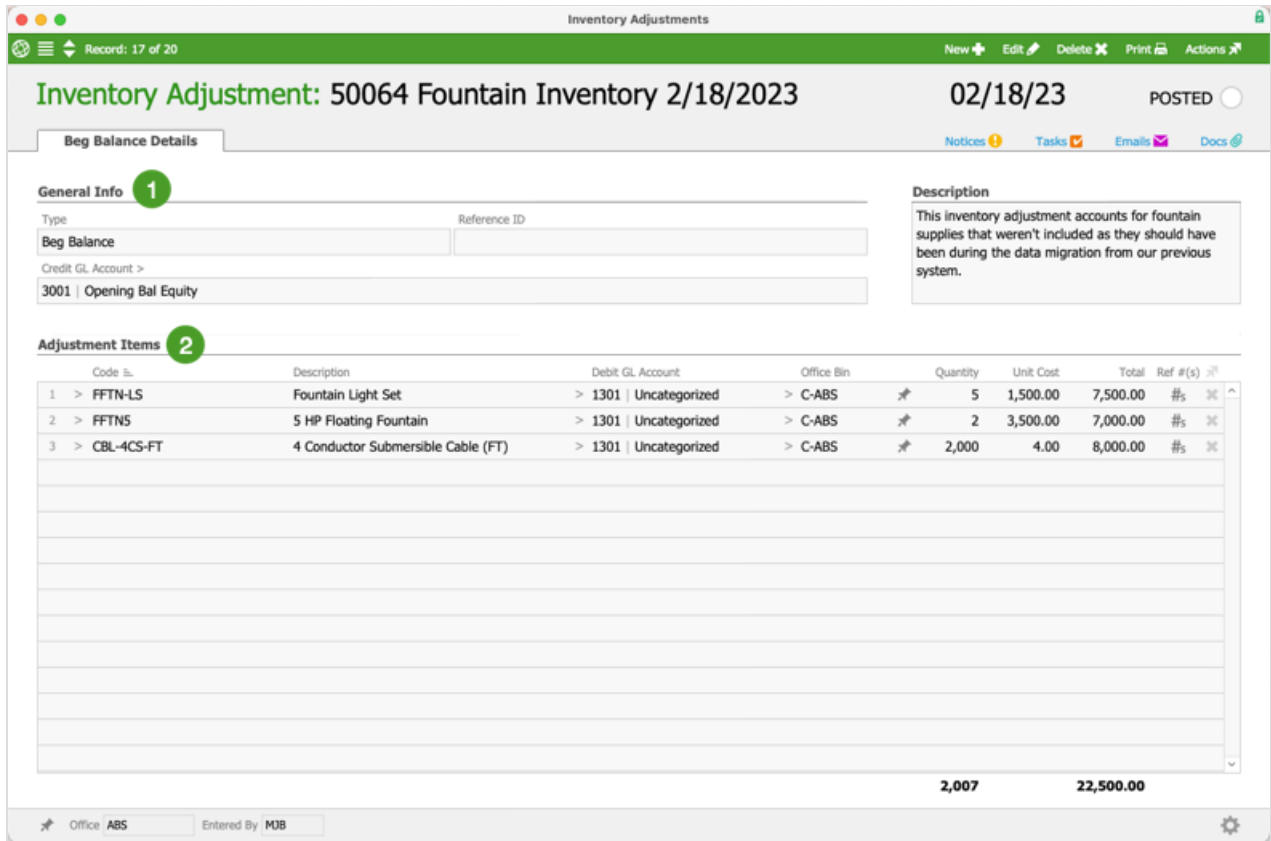 Inventory Adjustments
Record: 17 of 20 New Edit Delete Print Actions
Inventory Adjustment: 50064 Fountain Inventory 2/18/2023 02/18/23 POSTED
Beg Balance Details Notices Tasks Emails Docs
General Info 1 Description
Type Reference ID
Beg Balance
Credit GL Account >
3001 | Opening Bal Equity
This inventory adjustment accounts for fountain
supplies that weren't included as they should have
been during the data migration from our previous
system.
Adjustment Items 2
Code Description Debit GL Account Office Bin Quantity Unit Cost Total Ref #(s)
1 > FFTN-LS Fountain Light Set > 1301 | Uncategorized > C-ABS 5 1,500.00 7,500.00 #s
2 > FFTN5 5 HP Floating Fountain > 1301 | Uncategorized > C-ABS 2 3,500.00 7,000.00 #s
3 > CBL-4CS-FT 4 Conductor Submersible Cable (FT) > 1301 | Uncategorized > C-ABS 2,000 4.00 8,000.00 #s
2,007 22,500.00
Office ABS Entered By MJB